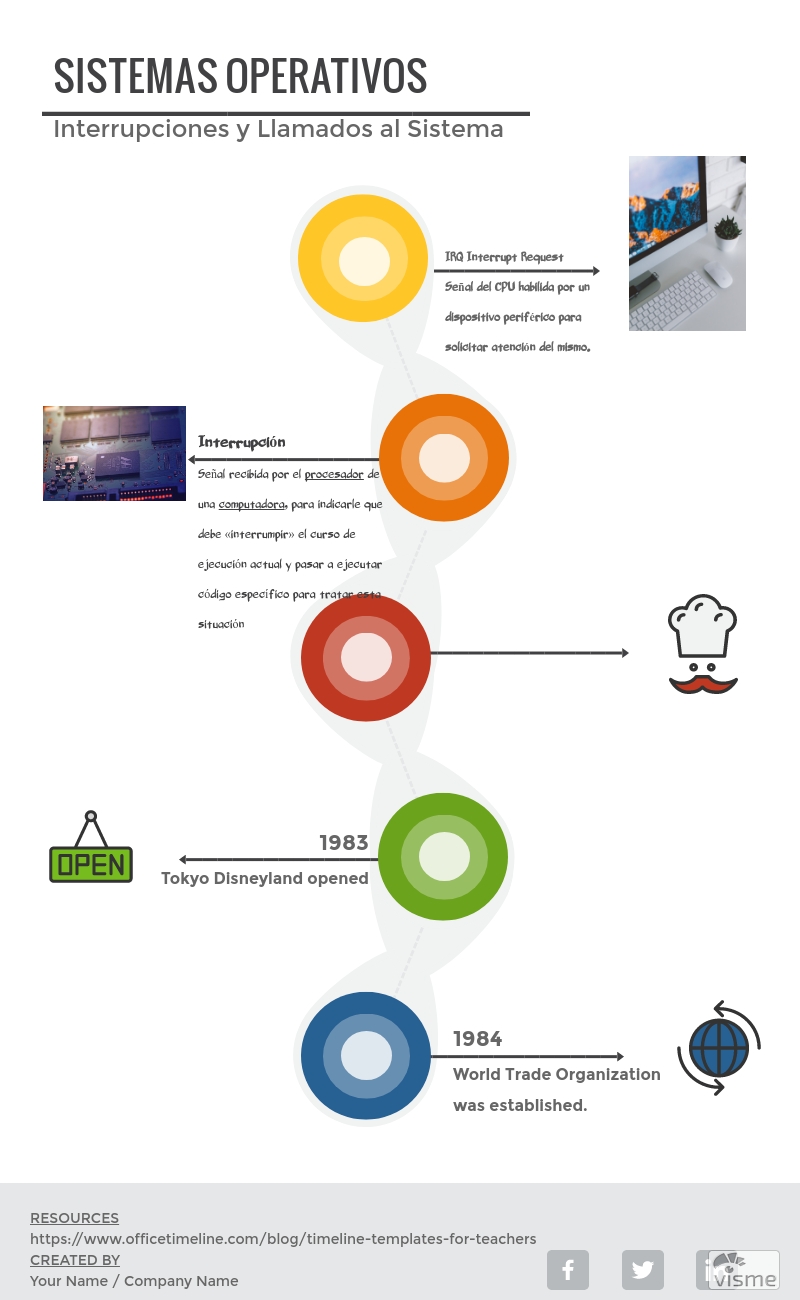 SISTEMAS OPERATIVOS
Interrupciones y Llamados al Sistema
IRQ Interrupt Request
Señal del CPU habilida por un
dispositivo periférico para
solicitar atención del mismo.
Interrupción
Señal recibida por el procesador de
una computadora, para indicarle que
debe «interrumpir» el curso de
ejecución actual y pasar a ejecutar
código específico para tratar esta
situación
1983
OPEN
Tokyo Disneyland opened
1984
World Trade Organization
was established.
RESOURCES
https://www.officetimeline.com/blog/timeline-templates-for-teachers
CREATED BY
Your Name / Company Name
f
in
visme